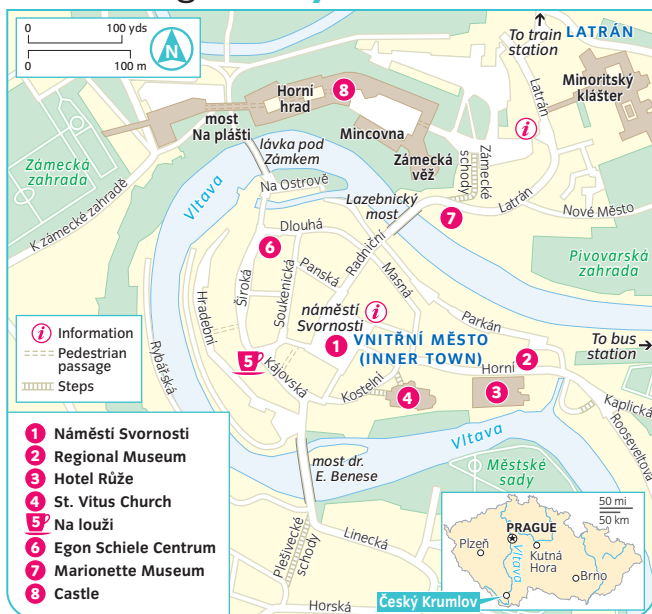 0 100 yds
0 100 m
N
To train
station
LATRÁN
Latrán
Minoritský
klášter
Horní
hrad
8
Mincovna
most
Na plášti
lávka pod
Zámkem
Zámecká
věž
Zámecké
schody
i
Zámecká
zahrada
Vltava
Na Ostrově
Lazebnický
most
Latrán
7
Nové Město
K zámecké zahradě
Dlouhá
6
Radniční
Masná
Panská
Široká
Soukenická
Pivovarská
zahrada
Hradební
náměstí
Svornosti
i
Parkán
i Information
Pedestrian
passage
Steps
Rybářská
1
VNITŘNÍ MĚSTO
(INNER TOWN)
To bus
station
2
5
Kájovská
Horní
Kostelní
4
3
Kaplická
Rooseveltova
Vltava
most dr.
E. Benese
Městské
sady
1 Náměstí Svornosti
2 Regional Museum
3 Hotel Růže
4 St. Vitus Church
5 Na louži
6 Egon Schiele Centrum
7 Marionette Museum
8 Castle
Plešivecké
schody
Linecká
Horská
50 mi
50 km
PRAGUE
Plzeň
Vltava
Kutná
Hora
Brno
Český Krumlov